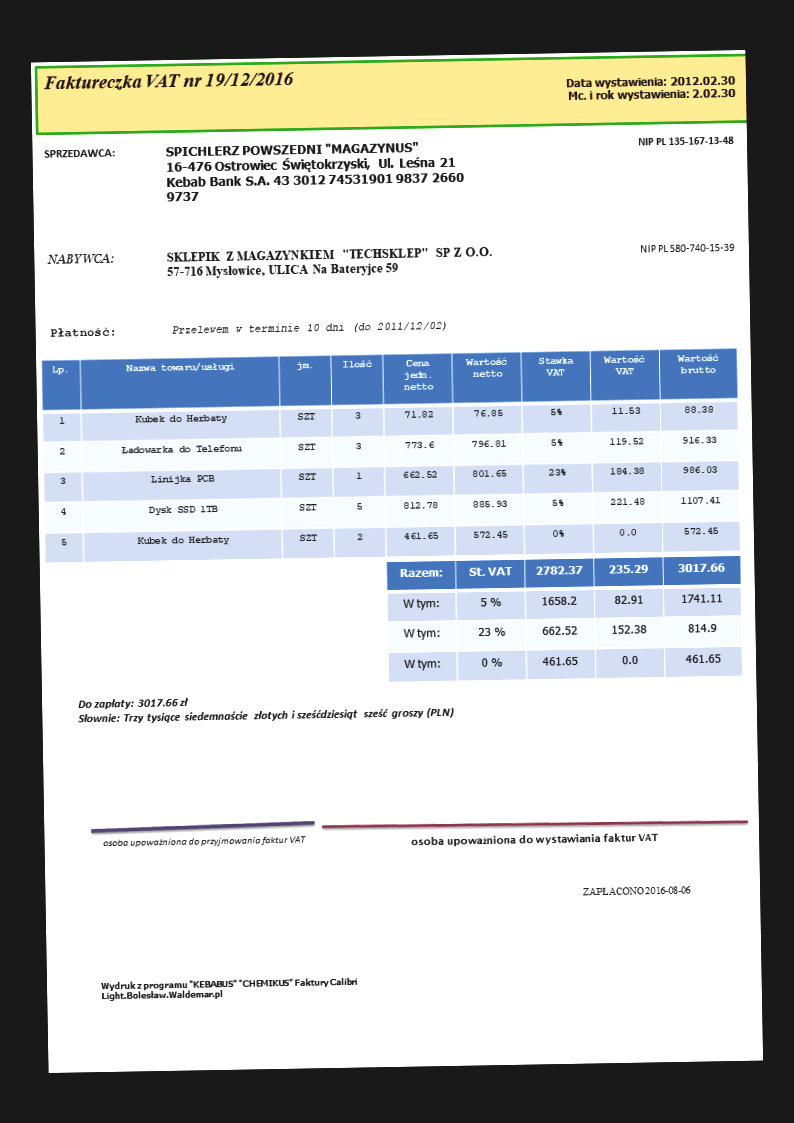 Faktureczka VAT nr 19/12/2016
Data wystawienia: 2012.02.30
Mc. i rok wystawienia: 2.02.30
SPRZEDAWCA:
SPICHLERZ POWSZEDNI "MAGAZYNUS"
16-476 Ostrowiec Świętokrzyski, Ul. Leśna 21
Kebab Bank S.A. 43 3012 74531901 9837 2660
9737
NIP PL 135-167-13-48
NABYWCA:
SKLEPIK Z MAGAZYNKIEM "TECHSKLEP" SP Z O.O.
57-716 Mysłowice, ULICA Na Bateryjce 59
NIP PL 580-740-15-39
Płatność:
Przelewem w terminie 10 dni (do 2011/12/02)
Lp. Nazwa towaru/usługi jm. Ilość Cena jedn. netto Wartość netto Stawka VAT Wartość VAT Wartość brutto
1 Kubek do Herbaty SZT 3 71.82 76.85 5% 11.53 88.38
2 Ładowarka do Telefonu SZT 3 773.6 796.81 5% 119.52 916.33
3 Linijka PCB SZT 1 662.52 801.65 23% 184.38 986.03
4 Dysk SSD 1TB SZT 5 812.78 885.93 5% 221.48 1107.41
5 Kubek do Herbaty SZT 2 461.65 572.45 0% 0.0 572.45
Razem: St. VAT 2782.37 235.29 3017.66
W tym: 5 % 1658.2 82.91 1741.11
W tym: 23 % 662.52 152.38 814.9
W tym: 0 % 461.65 0.0 461.65
Do zapłaty: 3017.66 zł
Słownie: Trzy tysiące siedemnaście złotych i sześćdziesiąt sześć groszy (PLN)
osoba upoważniona do przyjmowania faktur VAT
osoba upoważniona do wystawiania faktur VAT
ZAPŁACONO 2016-08-06
Wydruk z programu "KEBABUS" "CHEMIKUS" Faktury Calibri
Light.Bolesław.Waldemar.pl